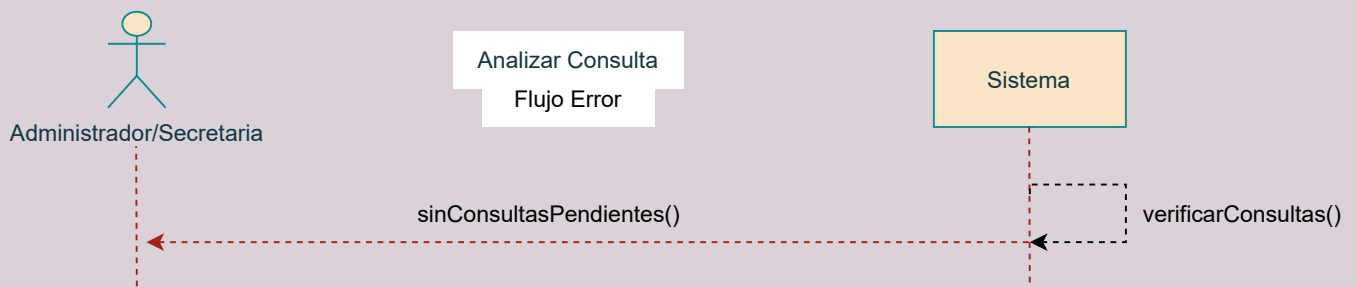 Analizar Consulta
Flujo Error
Sistema
Administrador/Secretaria
sinConsultasPendientes()
verificarConsultas()